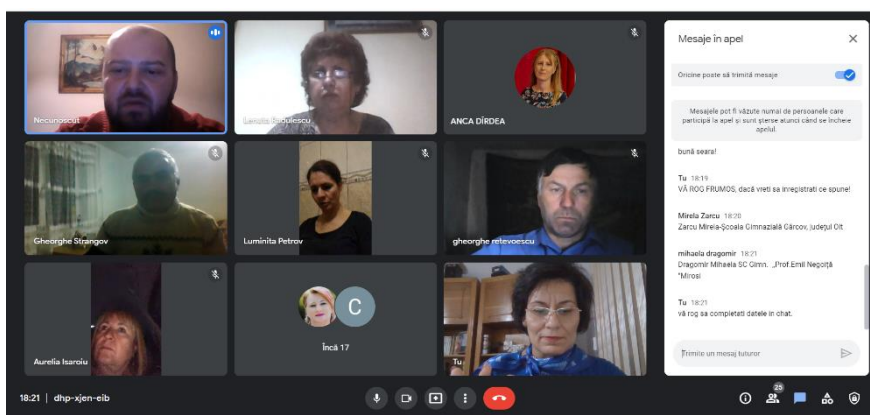 Necunoscut
Lenuta Radulescu
ANCA DÎRDEA
Gheorghe Strangov
Luminita Petrov
gheorghe retevoescu
Aurelia Isaroiu
C
Încă 17
Tu
18:21 | dhp-xjen-eib
25
Mesaje în apel
Oricine poate să trimită mesaje
Mesajele pot fi văzute numai de persoanele care
participă la apel și sunt șterse atunci când se încheie
apelul.
bună seara!
Tu 18:19
VĂ ROG FRUMOS, dacă vreti sa inregistrati ce spune!
Mirela Zarcu 18:20
Zarcu Mirela-Școala Gimnazială Gârcov, județul Olt
mihaela dragomir 18:21
Dragomir Mihaela SC Gimn. „Prof Emil Negoiță
"Mirosi
Tu 18:21
vă rog sa completati datele in chat.
Trimite un mesaj tuturor